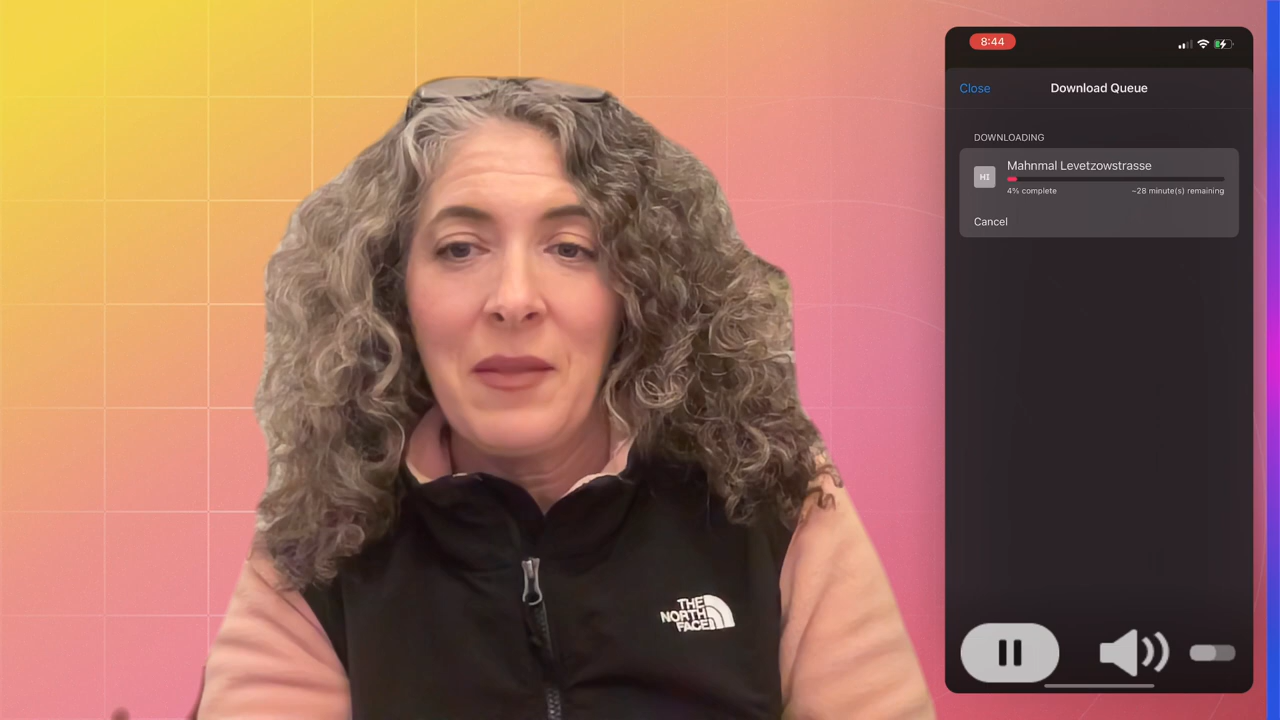 8:44
Close
Download Queue
DOWNLOADING
HI
Mahnmal Levetzowstrasse
4% complete
~28 minute(s) remaining
Cancel
THE
NORTH
FACE